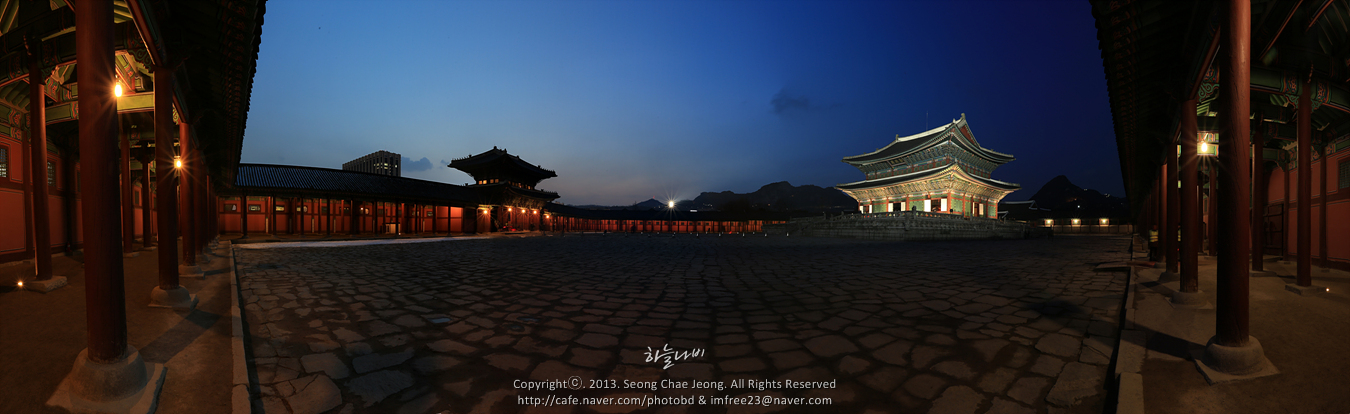 하늘나비
Copyrightⓒ. 2013. Seong Chae Jeong. All Rights Reserved
http://cafe.naver.com/photobd & imfree23@naver.com